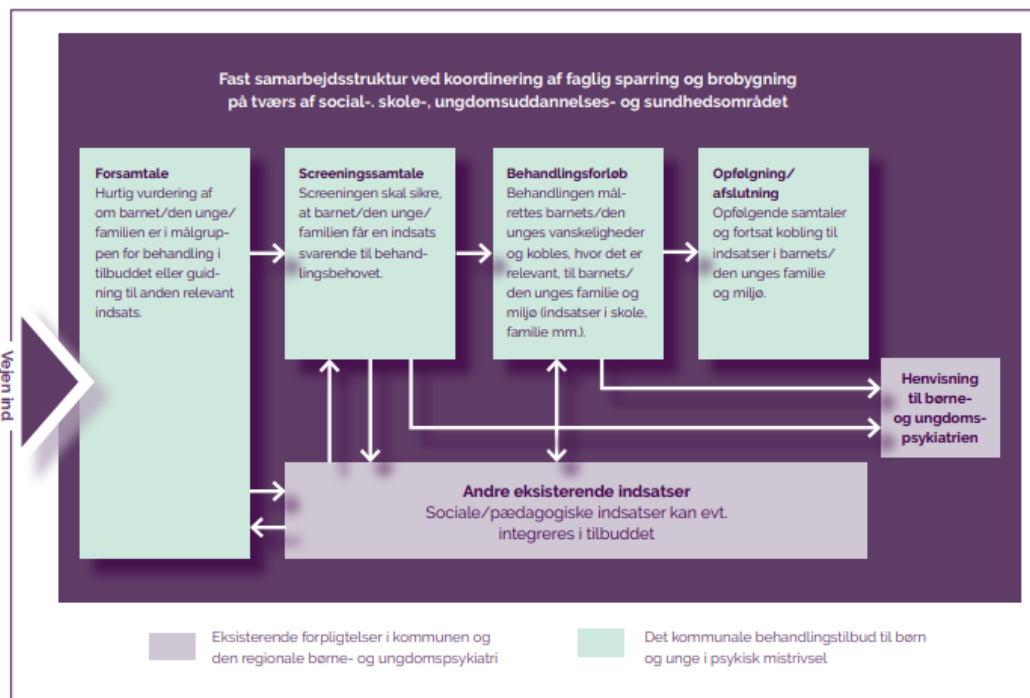 Fast samarbejdsstruktur ved koordinering af faglig sparring og brobygning
på tværs af social-. skole-, ungdomsuddannelses- og sundhedsområdet
Vejen ind
Forsamtale
Hurtig vurdering af
om barnet/den unge/
familien er i målgrup-
pen for behandling i
tilbuddet eller guid-
ning til anden relevant
indsats.
Screeningssamtale
Screeningen skal sikre,
at barnet/den unge/
familien får en indsats
svarende til behand-
lingsbehovet.
Behandlingsforløb
Behandlingen mål-
rettes barnets/den
unges vanskeligheder
og kobles, hvor det er
relevant, til barnets/
den unges familie og
miljø (indsatser i skole,
familie mm.).
Opfølgning/
afslutning
Opfølgende samtaler
og fortsat kobling til
indsatser i barnets/
den unges familie
og miljø.
Henvisning
til børne-
og ungdoms-
psykiatrien
Andre eksisterende indsatser
Sociale/pædagogiske indsatser kan evt.
integreres i tilbuddet
Eksisterende forpligtelser i kommunen og
den regionale børne- og ungdomspsykiatri
Det kommunale behandlingstilbud til børn
og unge i psykisk mistrivsel